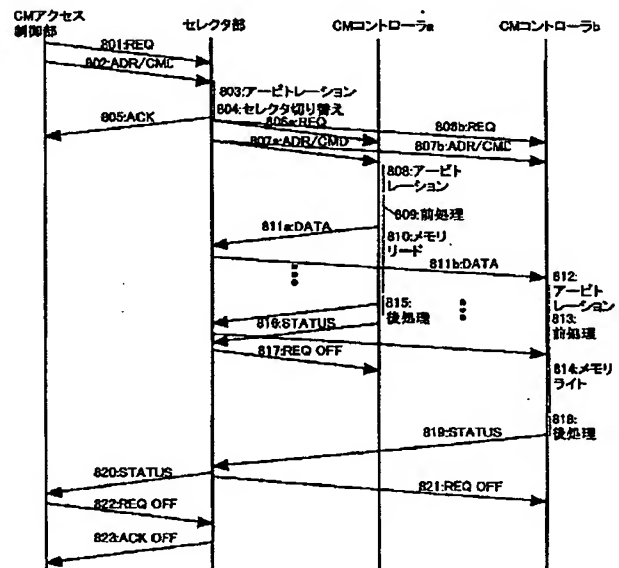 CMアクセス
制御部
セレクタ部
CMコントローラa
CMコントローラb
801:REQ
802:ADR/CMD
803:アービトレーション
804:セレクタ切り替え
805:ACK
806a:REQ
806b:REQ
807a:ADR/CMD
807b:ADR/CMD
808:アービト
レーション
809:前処理
811a:DATA
810:メモリ
リード
811b:DATA
812:
アービト
レーション
815:
後処理
813:
前処理
816:STATUS
817:REQ OFF
814:メモリ
ライト
818:
後処理
819:STATUS
820:STATUS
821:REQ OFF
822:REQ OFF
823:ACK OFF